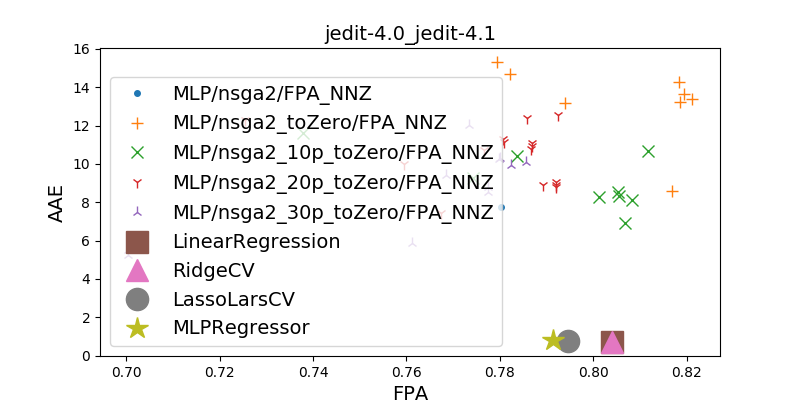 jedit-4.0_jedit-4.1
AAE
16
14
12
10
8
6
4
2
0
MLP/nsga2/FPA_NNZ
MLP/nsga2_toZero/FPA_NNZ
MLP/nsga2_10p_toZero/FPA_NNZ
MLP/nsga2_20p_toZero/FPA_NNZ
MLP/nsga2_30p_toZero/FPA_NNZ
LinearRegression
RidgeCV
LassoLarsCV
MLPRegressor
0.70 0.72 0.74 0.76 0.78 0.80 0.82
FPA